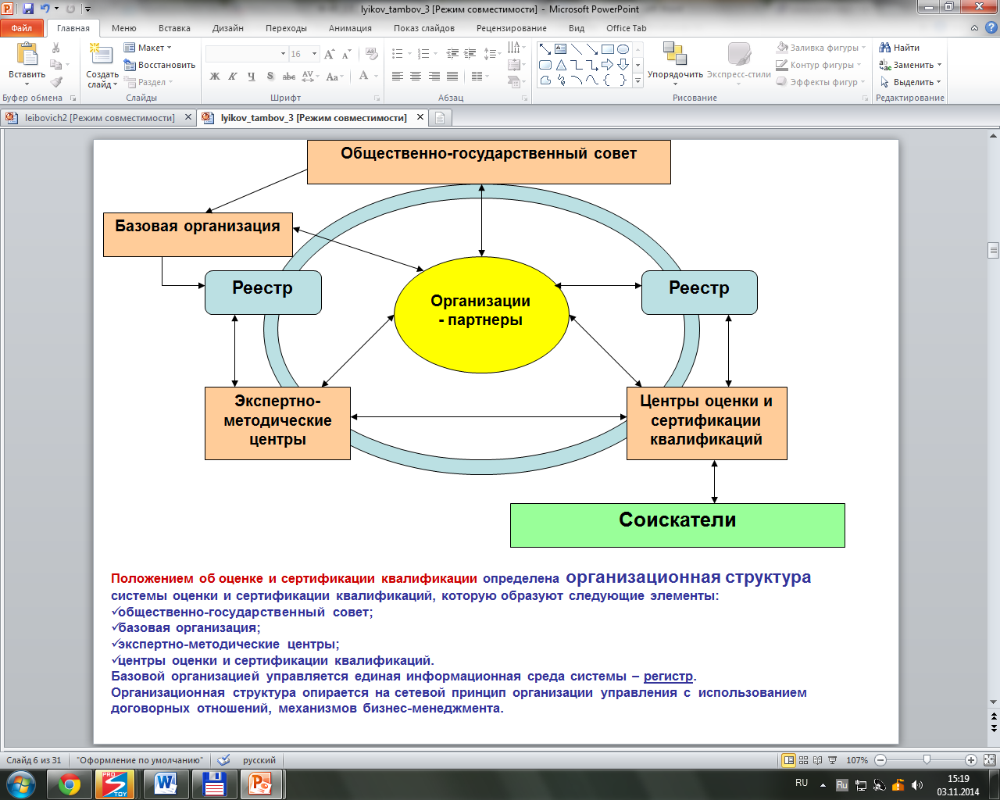 lyikov_tambov_3 [Режим совместимости] - Microsoft PowerPoint
Файл Главная Меню Вставка Дизайн Переходы Анимация Показ слайдов Рецензирование Вид Office Tab
Вставить
Буфер обмена
Создать слайд
Макет
Восстановить
Раздел
Слайды
16
Ж К Ч S abc AV Aa A
Шрифт
Абзац
Упорядочить
Экспресс-стили
Заливка фигуры
Контур фигуры
Эффекты фигур
Рисование
Найти
Заменить
Выделить
Редактирование
leibovich2 [Режим совместимости] lyikov_tambov_3 [Режим совместимости]
Общественно-государственный совет
Базовая организация
Реестр
Организации
- партнеры
Реестр
Экспертно-
методические
центры
Центры оценки и
сертификации
квалификаций
Соискатели
Положением об оценке и сертификации квалификации определена организационная структура
системы оценки и сертификации квалификаций, которую образуют следующие элементы:
✓общественно-государственный совет;
✓базовая организация;
✓экспертно-методические центры;
✓центры оценки и сертификации квалификаций.
Базовой организацией управляется единая информационная среда системы – регистр.
Организационная структура опирается на сетевой принцип организации управления с использованием
договорных отношений, механизмов бизнес-менеджмента.
Слайд 6 из 31 "Оформление по умолчанию" русский 107%
RU Ru 15:19
03.11.2014